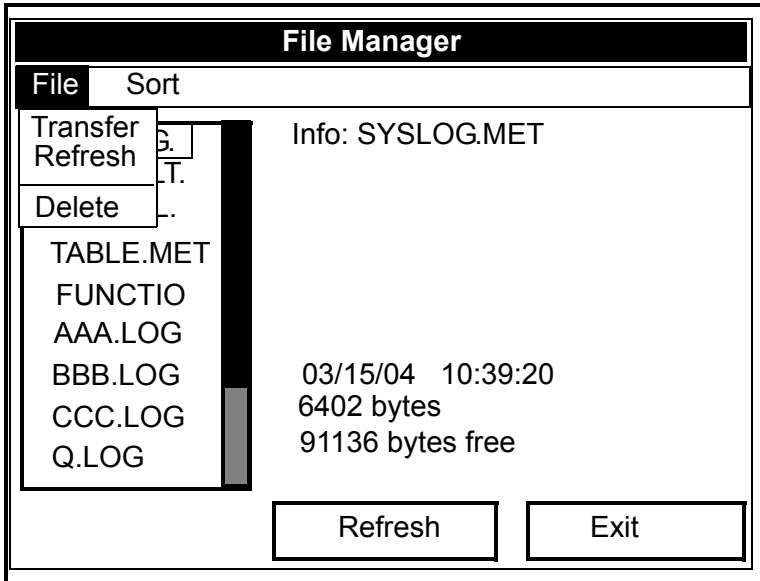 File Manager
File Sort
Transfer
Refresh
Delete
G.
LT.
L.
TABLE.MET
FUNCTIO
AAA.LOG
BBB.LOG
CCC.LOG
Q.LOG
Info: SYSLOG.MET
03/15/04 10:39:20
6402 bytes
91136 bytes free
Refresh Exit